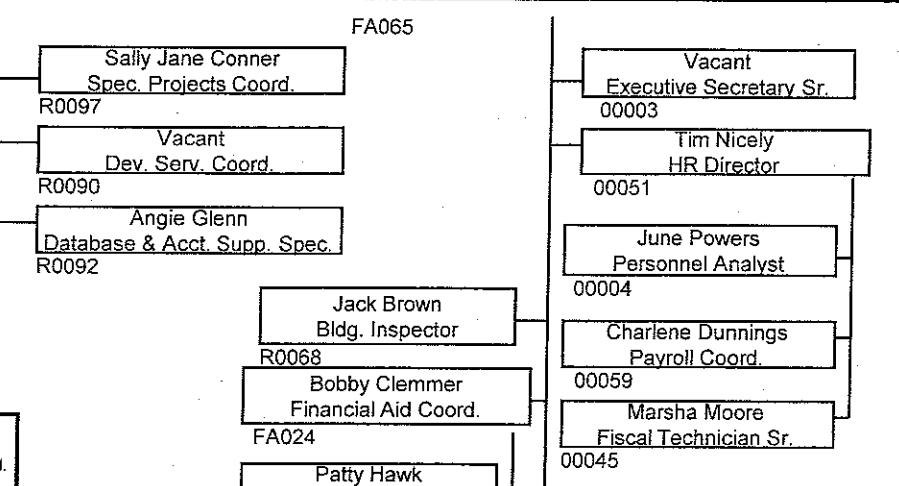 FA065
Sally Jane Conner
Spec. Projects Coord.
R0097
Vacant
Dev. Serv. Coord.
R0090
Angie Glenn
Database & Acct. Supp. Spec.
R0092
Jack Brown
Bldg. Inspector
R0068
Bobby Clemmer
Financial Aid Coord.
FA024
Patty Hawk
Vacant
Executive Secretary Sr.
00003
Tim Nicely
HR Director
00051
June Powers
Personnel Analyst
00004
Charlene Dunnings
Payroll Coord.
00059
Marsha Moore
Fiscal Technician Sr.
00045